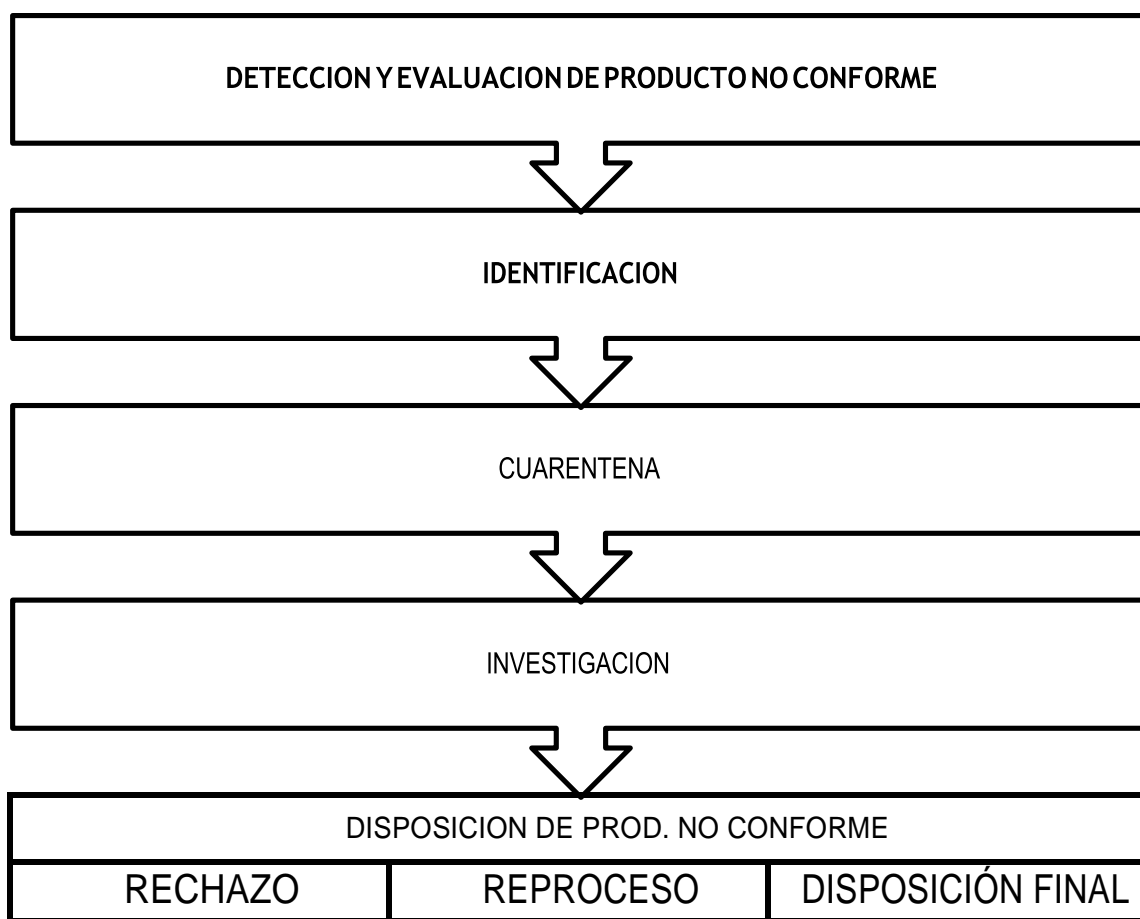 DETECCION Y EVALUACION DE PRODUCTO NO CONFORME
IDENTIFICACION
CUARENTENA
INVESTIGACION
DISPOSICION DE PROD. NO CONFORME
RECHAZO REPROCESO DISPOSICIÓN FINAL